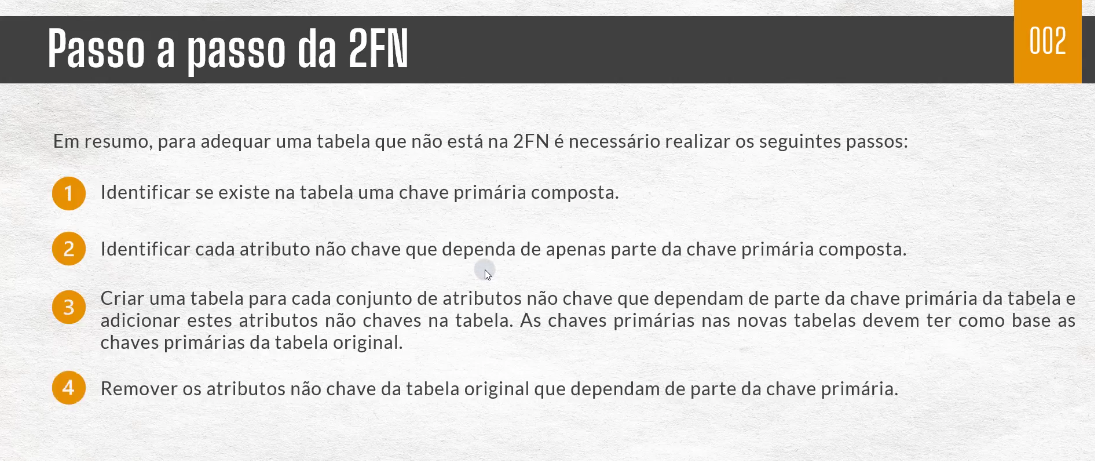 Passo a passo da 2FN
002
Em resumo, para adequar uma tabela que não está na 2FN é necessário realizar os seguintes passos:
1 Identificar se existe na tabela uma chave primária composta.
2 Identificar cada atributo não chave que dependa de apenas parte da chave primária composta.
3 Criar uma tabela para cada conjunto de atributos não chave que dependam de parte da chave primária da tabela e
adicionar estes atributos não chaves na tabela. As chaves primárias nas novas tabelas devem ter como base as
chaves primárias da tabela original.
4 Remover os atributos não chave da tabela original que dependam de parte da chave primária.